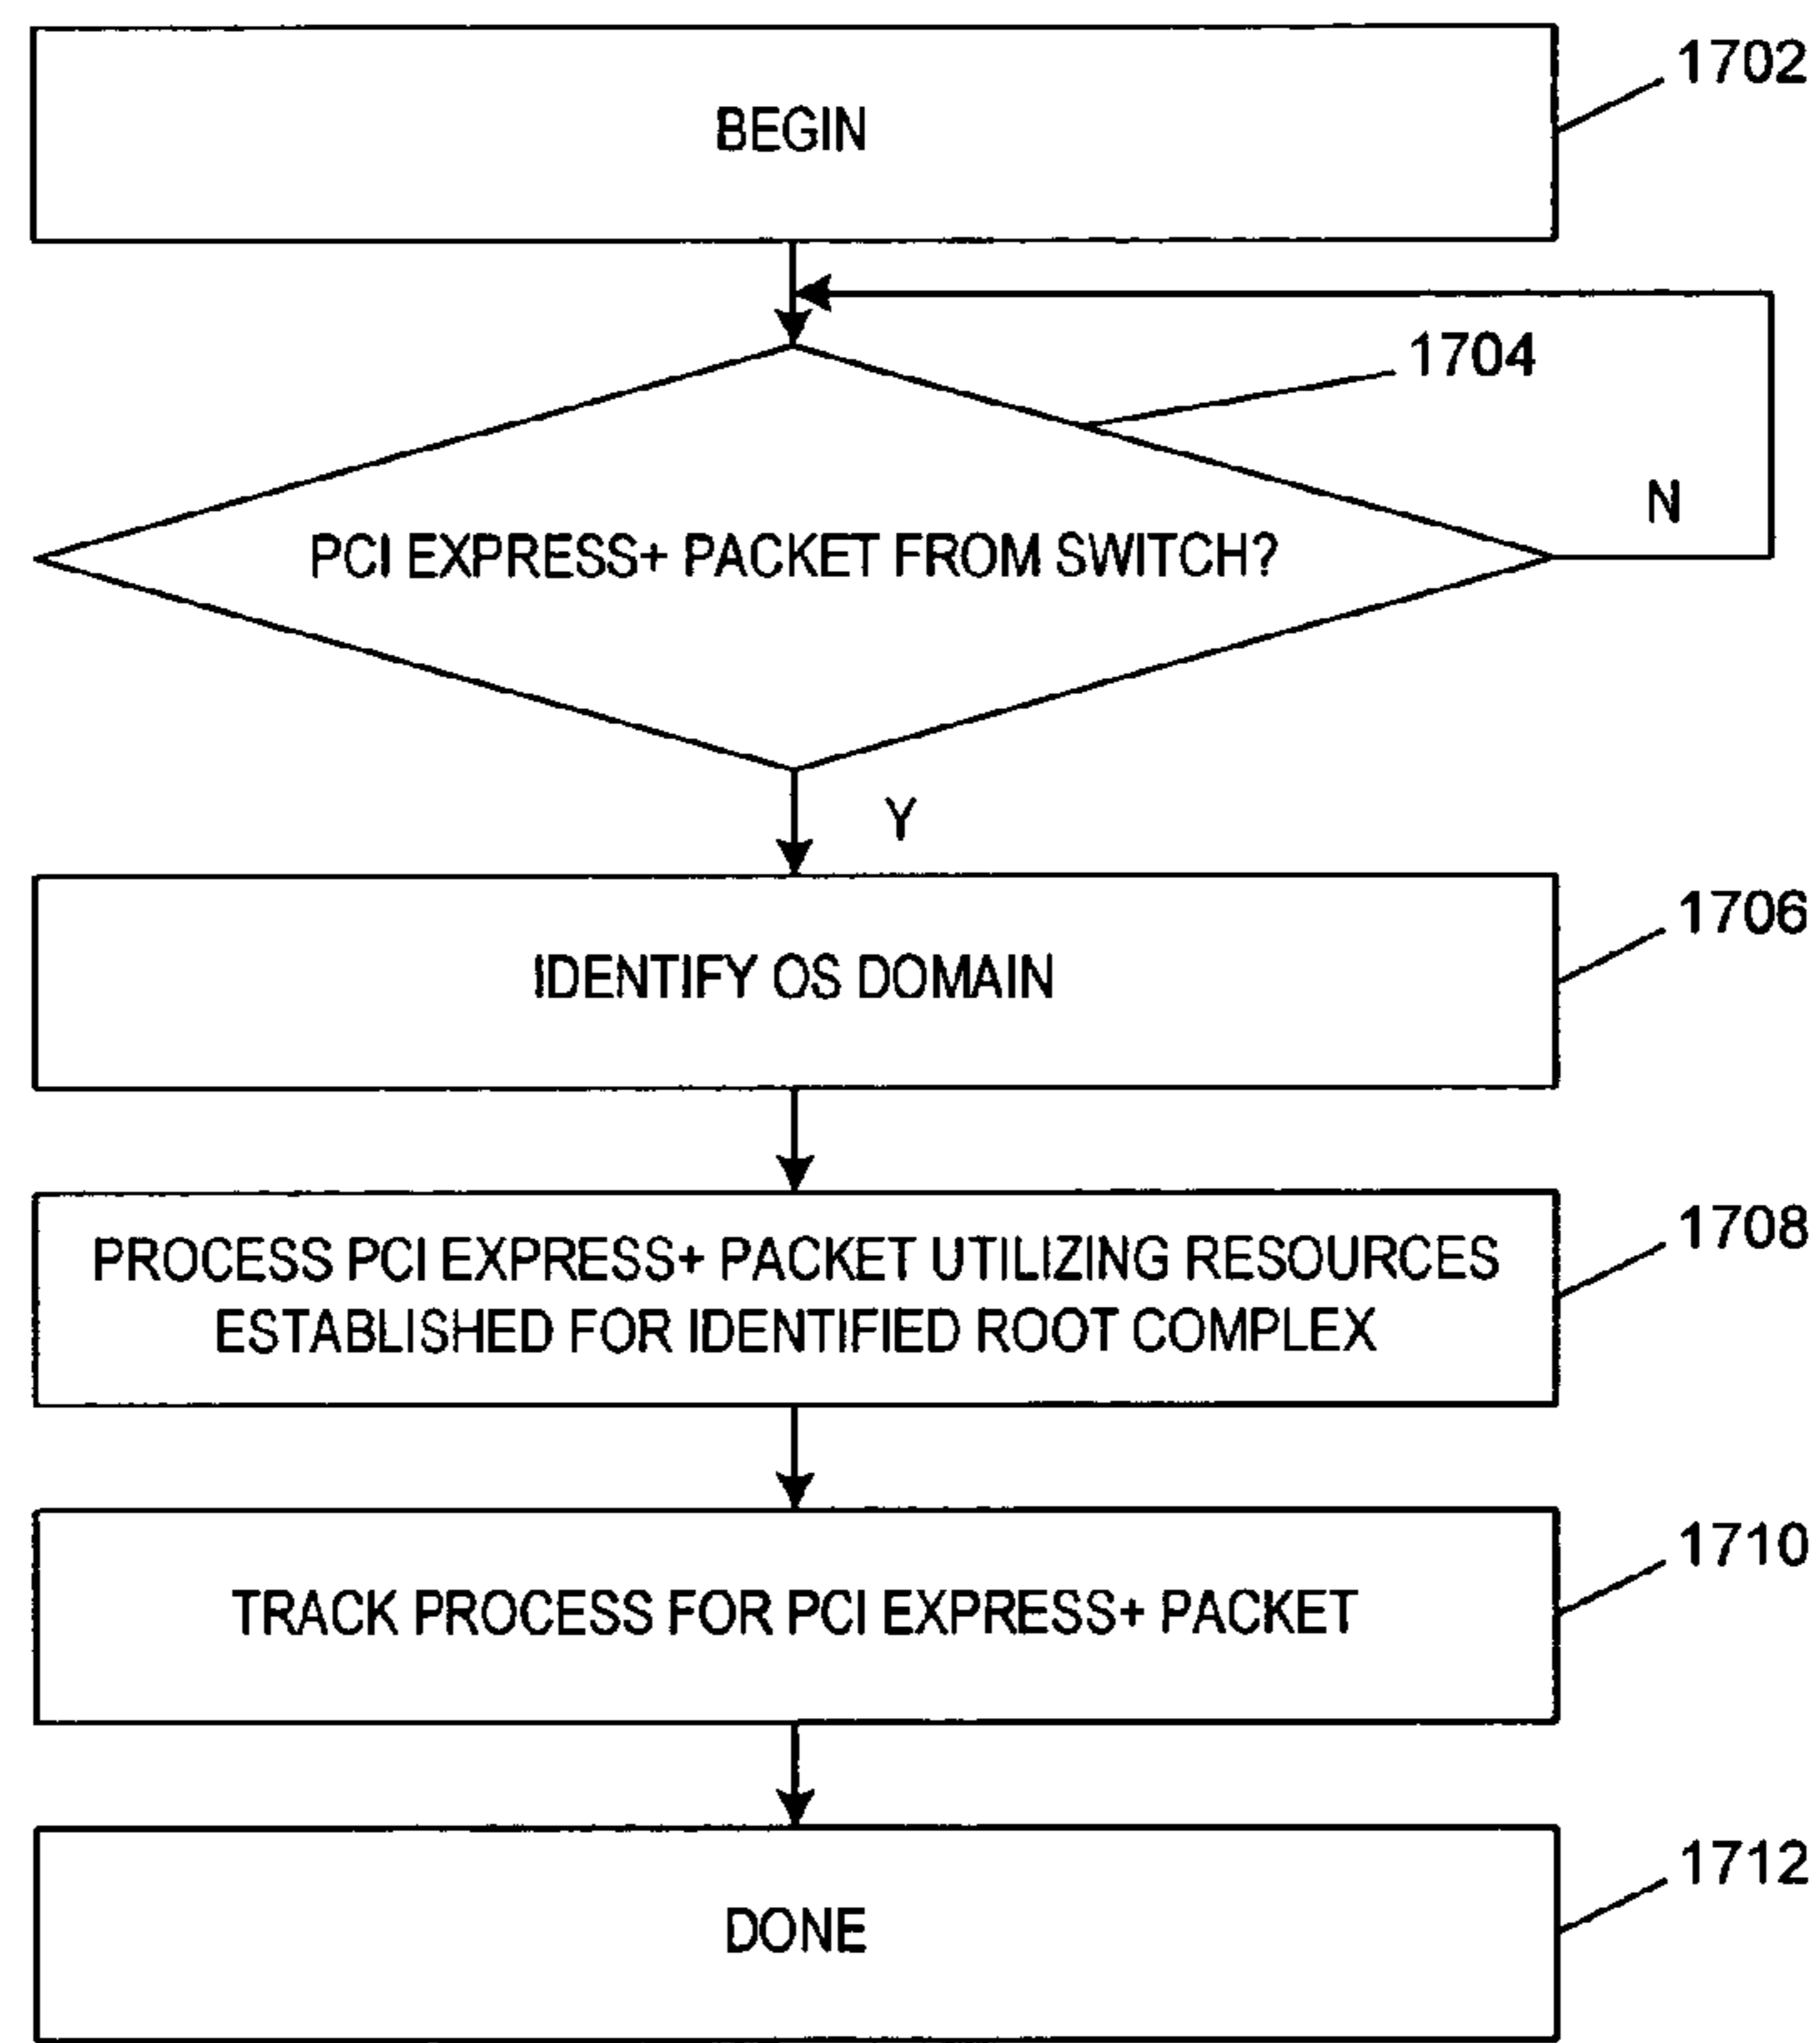 1702
BEGIN
1704
N
PCI EXPRESS+ PACKET FROM SWITCH?
Y
1706
IDENTIFY OS DOMAIN
1708
PROCESS PCI EXPRESS+ PACKET UTILIZING RESOURCES
ESTABLISHED FOR IDENTIFIED ROOT COMPLEX
1710
TRACK PROCESS FOR PCI EXPRESS+ PACKET
1712
DONE